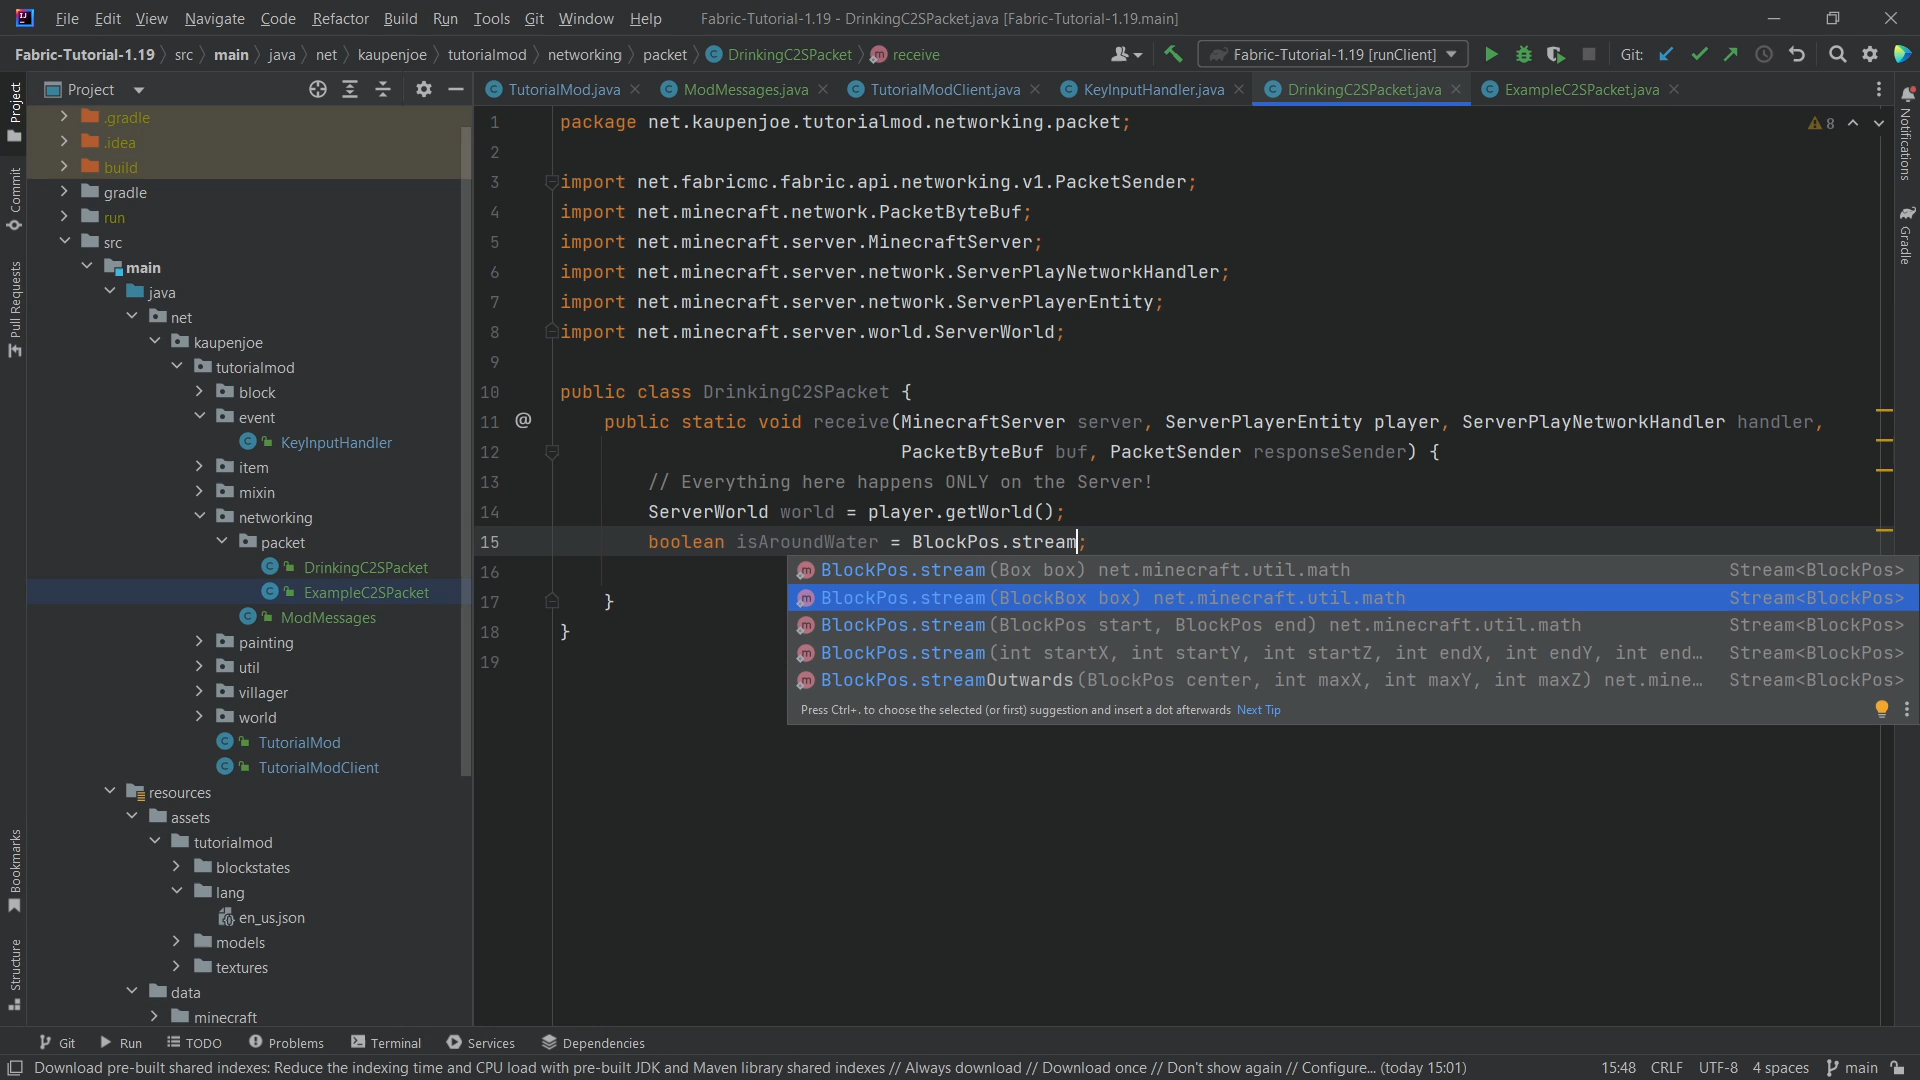 File Edit View Navigate Code Refactor Build Run Tools Git Window Help Fabric-Tutorial-1.19 - DrinkingC2SPacket.java [Fabric-Tutorial-1.19.main]
Fabric-Tutorial-1.19 src main java net kaupenjoe tutorialmod networking packet DrinkingC2SPacket receive Fabric-Tutorial-1.19 [runClient] Git:
Project
TutorialMod.java ModMessages.java TutorialModClient.java KeyInputHandler.java DrinkingC2SPacket.java ExampleC2SPacket.java
Project
Commit
Pull Requests
Bookmarks
Structure
.gradle
.idea
build
gradle
run
src
main
java
net
kaupenjoe
tutorialmod
block
event
KeyInputHandler
item
mixin
networking
packet
DrinkingC2SPacket
ExampleC2SPacket
ModMessages
painting
util
villager
world
TutorialMod
TutorialModClient
resources
assets
tutorialmod
blockstates
lang
en_us.json
models
textures
data
minecraft
1 package net.kaupenjoe.tutorialmod.networking.packet;
8
2
3 import net.fabricmc.fabric.api.networking.v1.PacketSender;
4 import net.minecraft.network.PacketByteBuf;
5 import net.minecraft.server.MinecraftServer;
6 import net.minecraft.server.network.ServerPlayNetworkHandler;
7 import net.minecraft.server.network.ServerPlayerEntity;
8 import net.minecraft.server.world.ServerWorld;
9
10 public class DrinkingC2SPacket {
11 @ public static void receive(MinecraftServer server, ServerPlayerEntity player, ServerPlayNetworkHandler handler,
12 PacketByteBuf buf, PacketSender responseSender) {
13 // Everything here happens ONLY on the Server!
14 ServerWorld world = player.getWorld();
15 boolean isAroundWater = BlockPos.stream;
16
17 }
18 }
19
BlockPos.stream(Box box) net.minecraft.util.math Stream<BlockPos>
BlockPos.stream(BlockBox box) net.minecraft.util.math Stream<BlockPos>
BlockPos.stream(BlockPos start, BlockPos end) net.minecraft.util.math Stream<BlockPos>
BlockPos.stream(int startX, int startY, int startZ, int endX, int endY, int end… Stream<BlockPos>
BlockPos.streamOutwards(BlockPos center, int maxX, int maxY, int maxZ) net.mine… Stream<BlockPos>
Press Ctrl+. to choose the selected (or first) suggestion and insert a dot afterwards Next Tip
Notifications
Gradle
Git Run TODO Problems Terminal Services Dependencies
Download pre-built shared indexes: Reduce the indexing time and CPU load with pre-built JDK and Maven library shared indexes // Always download // Download once // Don't show again // Configure... (today 15:01) 15:48 CRLF UTF-8 4 spaces main